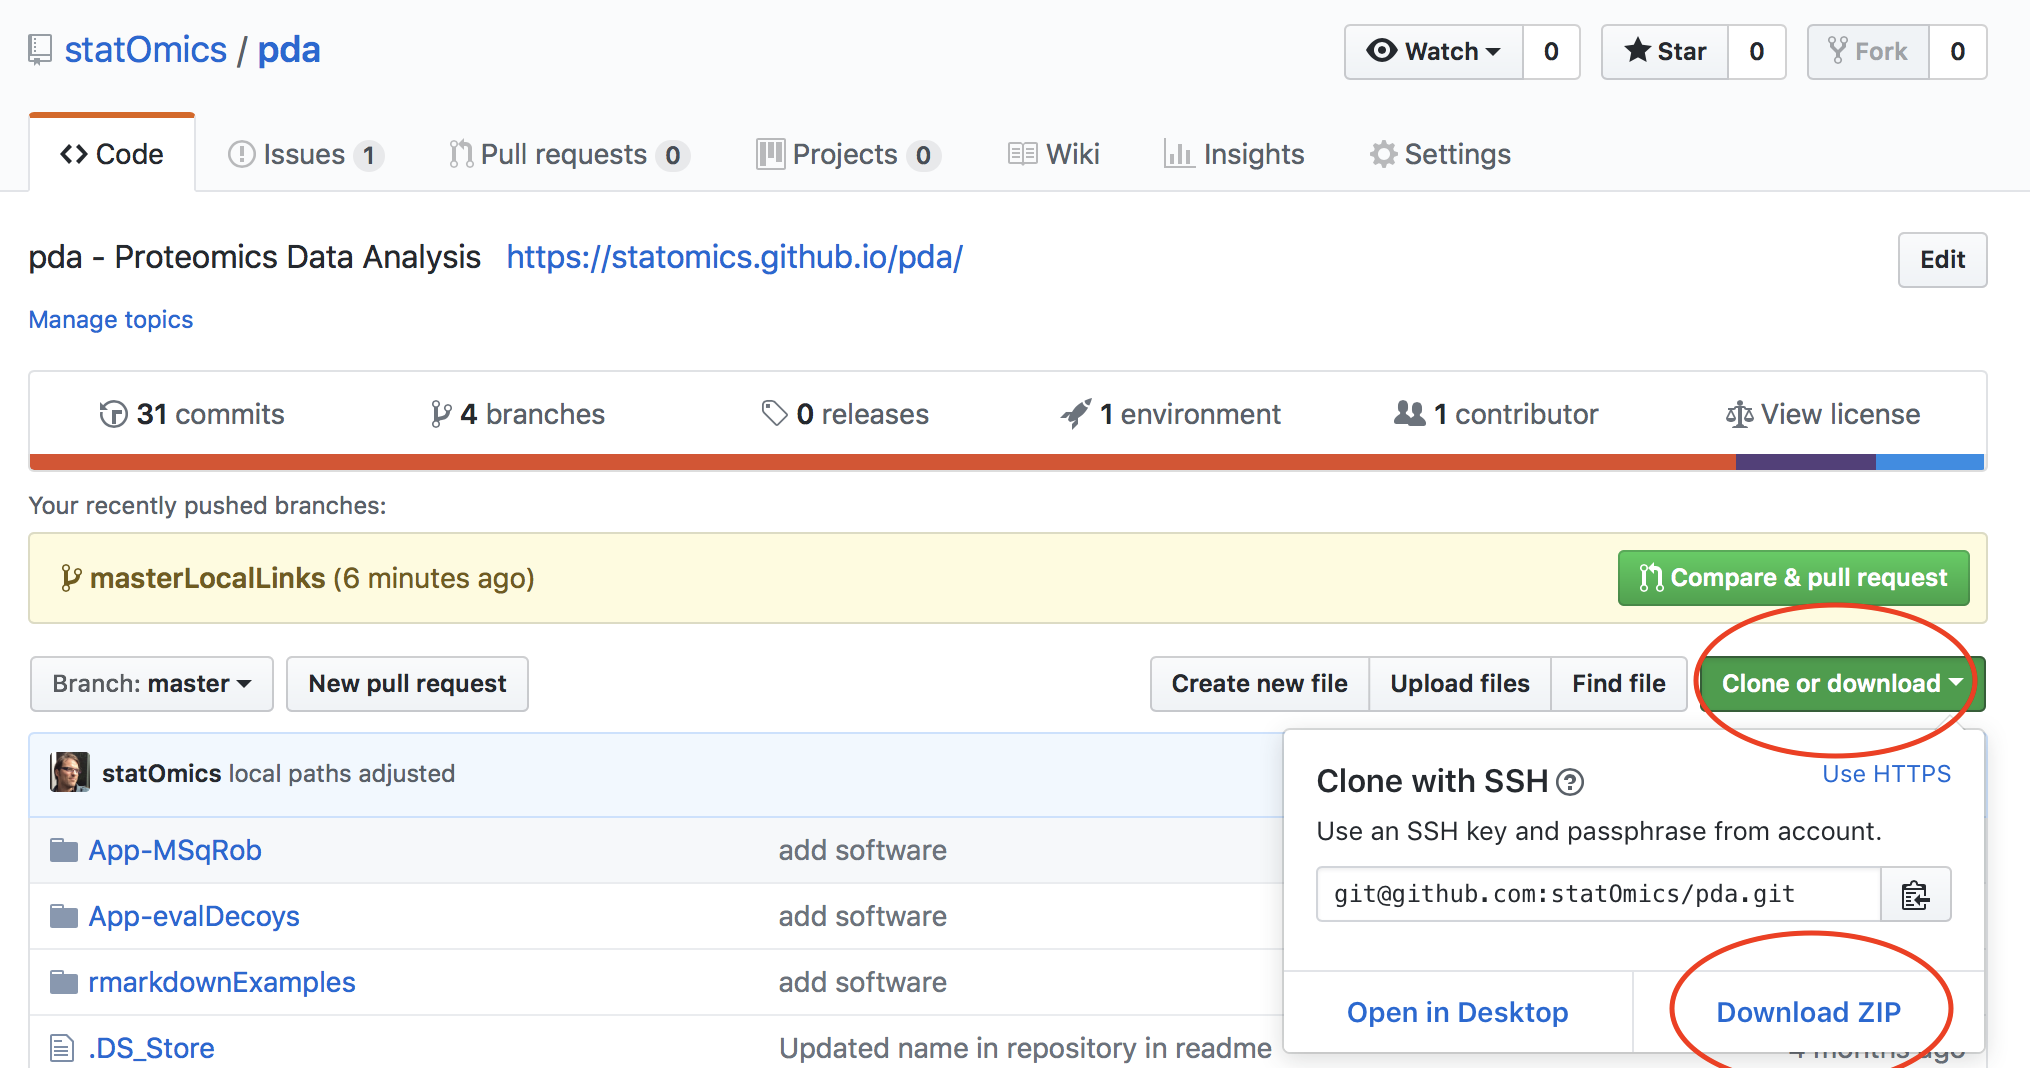 statOmics / pda
Watch 0 Star 0 Fork 0
Code Issues 1 Pull requests 0 Projects 0 Wiki Insights Settings
pda - Proteomics Data Analysis https://statomics.github.io/pda/
Edit
Manage topics
31 commits 4 branches 0 releases 1 environment 1 contributor View license
Your recently pushed branches:
masterLocalLinks (6 minutes ago)
Compare & pull request
Branch: master New pull request Create new file Upload files Find file Clone or download
statOmics local paths adjusted
Clone with SSH
Use HTTPS
Use an SSH key and passphrase from account.
git@github.com:statOmics/pda.git
Open in Desktop Download ZIP
App-MSqRob add software
App-evalDecoys add software
rmarkdownExamples add software
.DS_Store Updated name in repository in readme 4 months ago